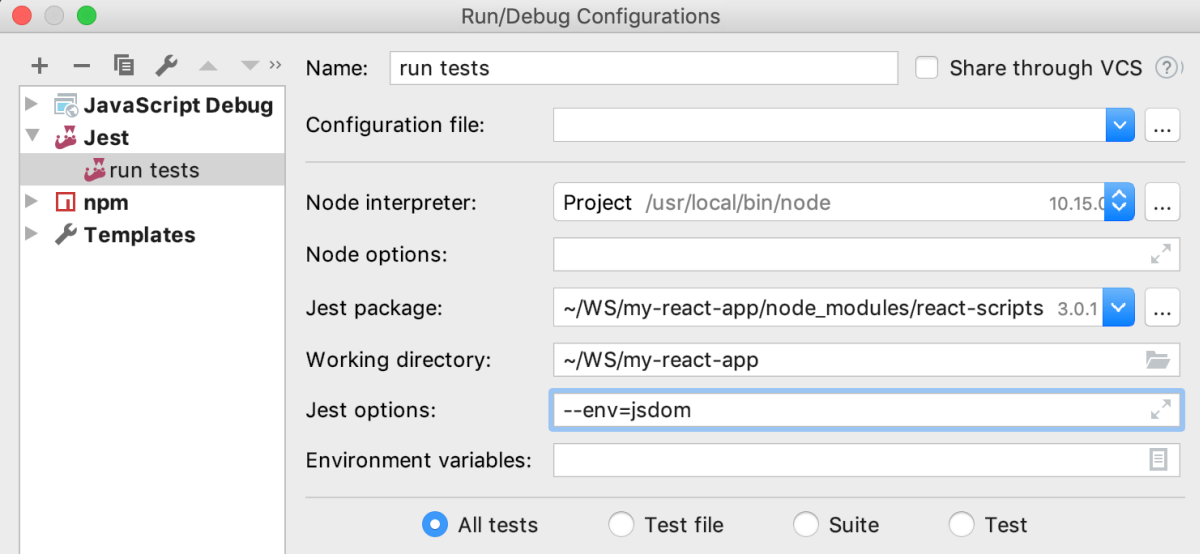 Run/Debug Configurations
Name: run tests Share through VCS ?
JavaScript Debug
Jest
run tests
npm
Templates
Configuration file: ...
Node interpreter: Project /usr/local/bin/node 10.15.0 ...
Node options:
Jest package: ~/WS/my-react-app/node_modules/react-scripts 3.0.1 ...
Working directory: ~/WS/my-react-app
Jest options: --env=jsdom
Environment variables:
All tests Test file Suite Test